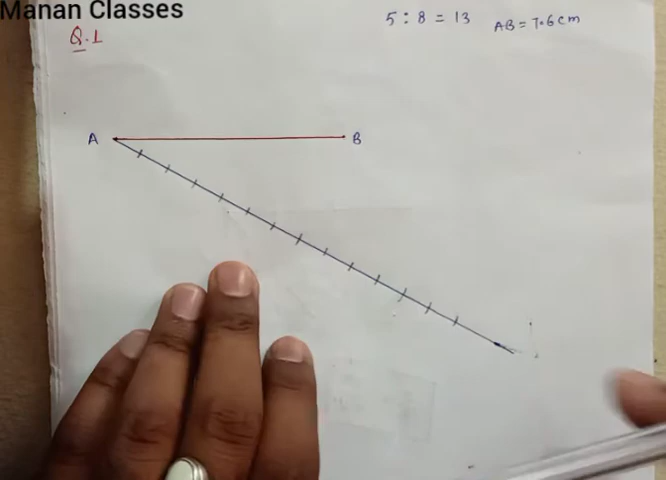 Manan Classes
5 : 8 = 13 AB = 7.6 cm
Q.1
A B